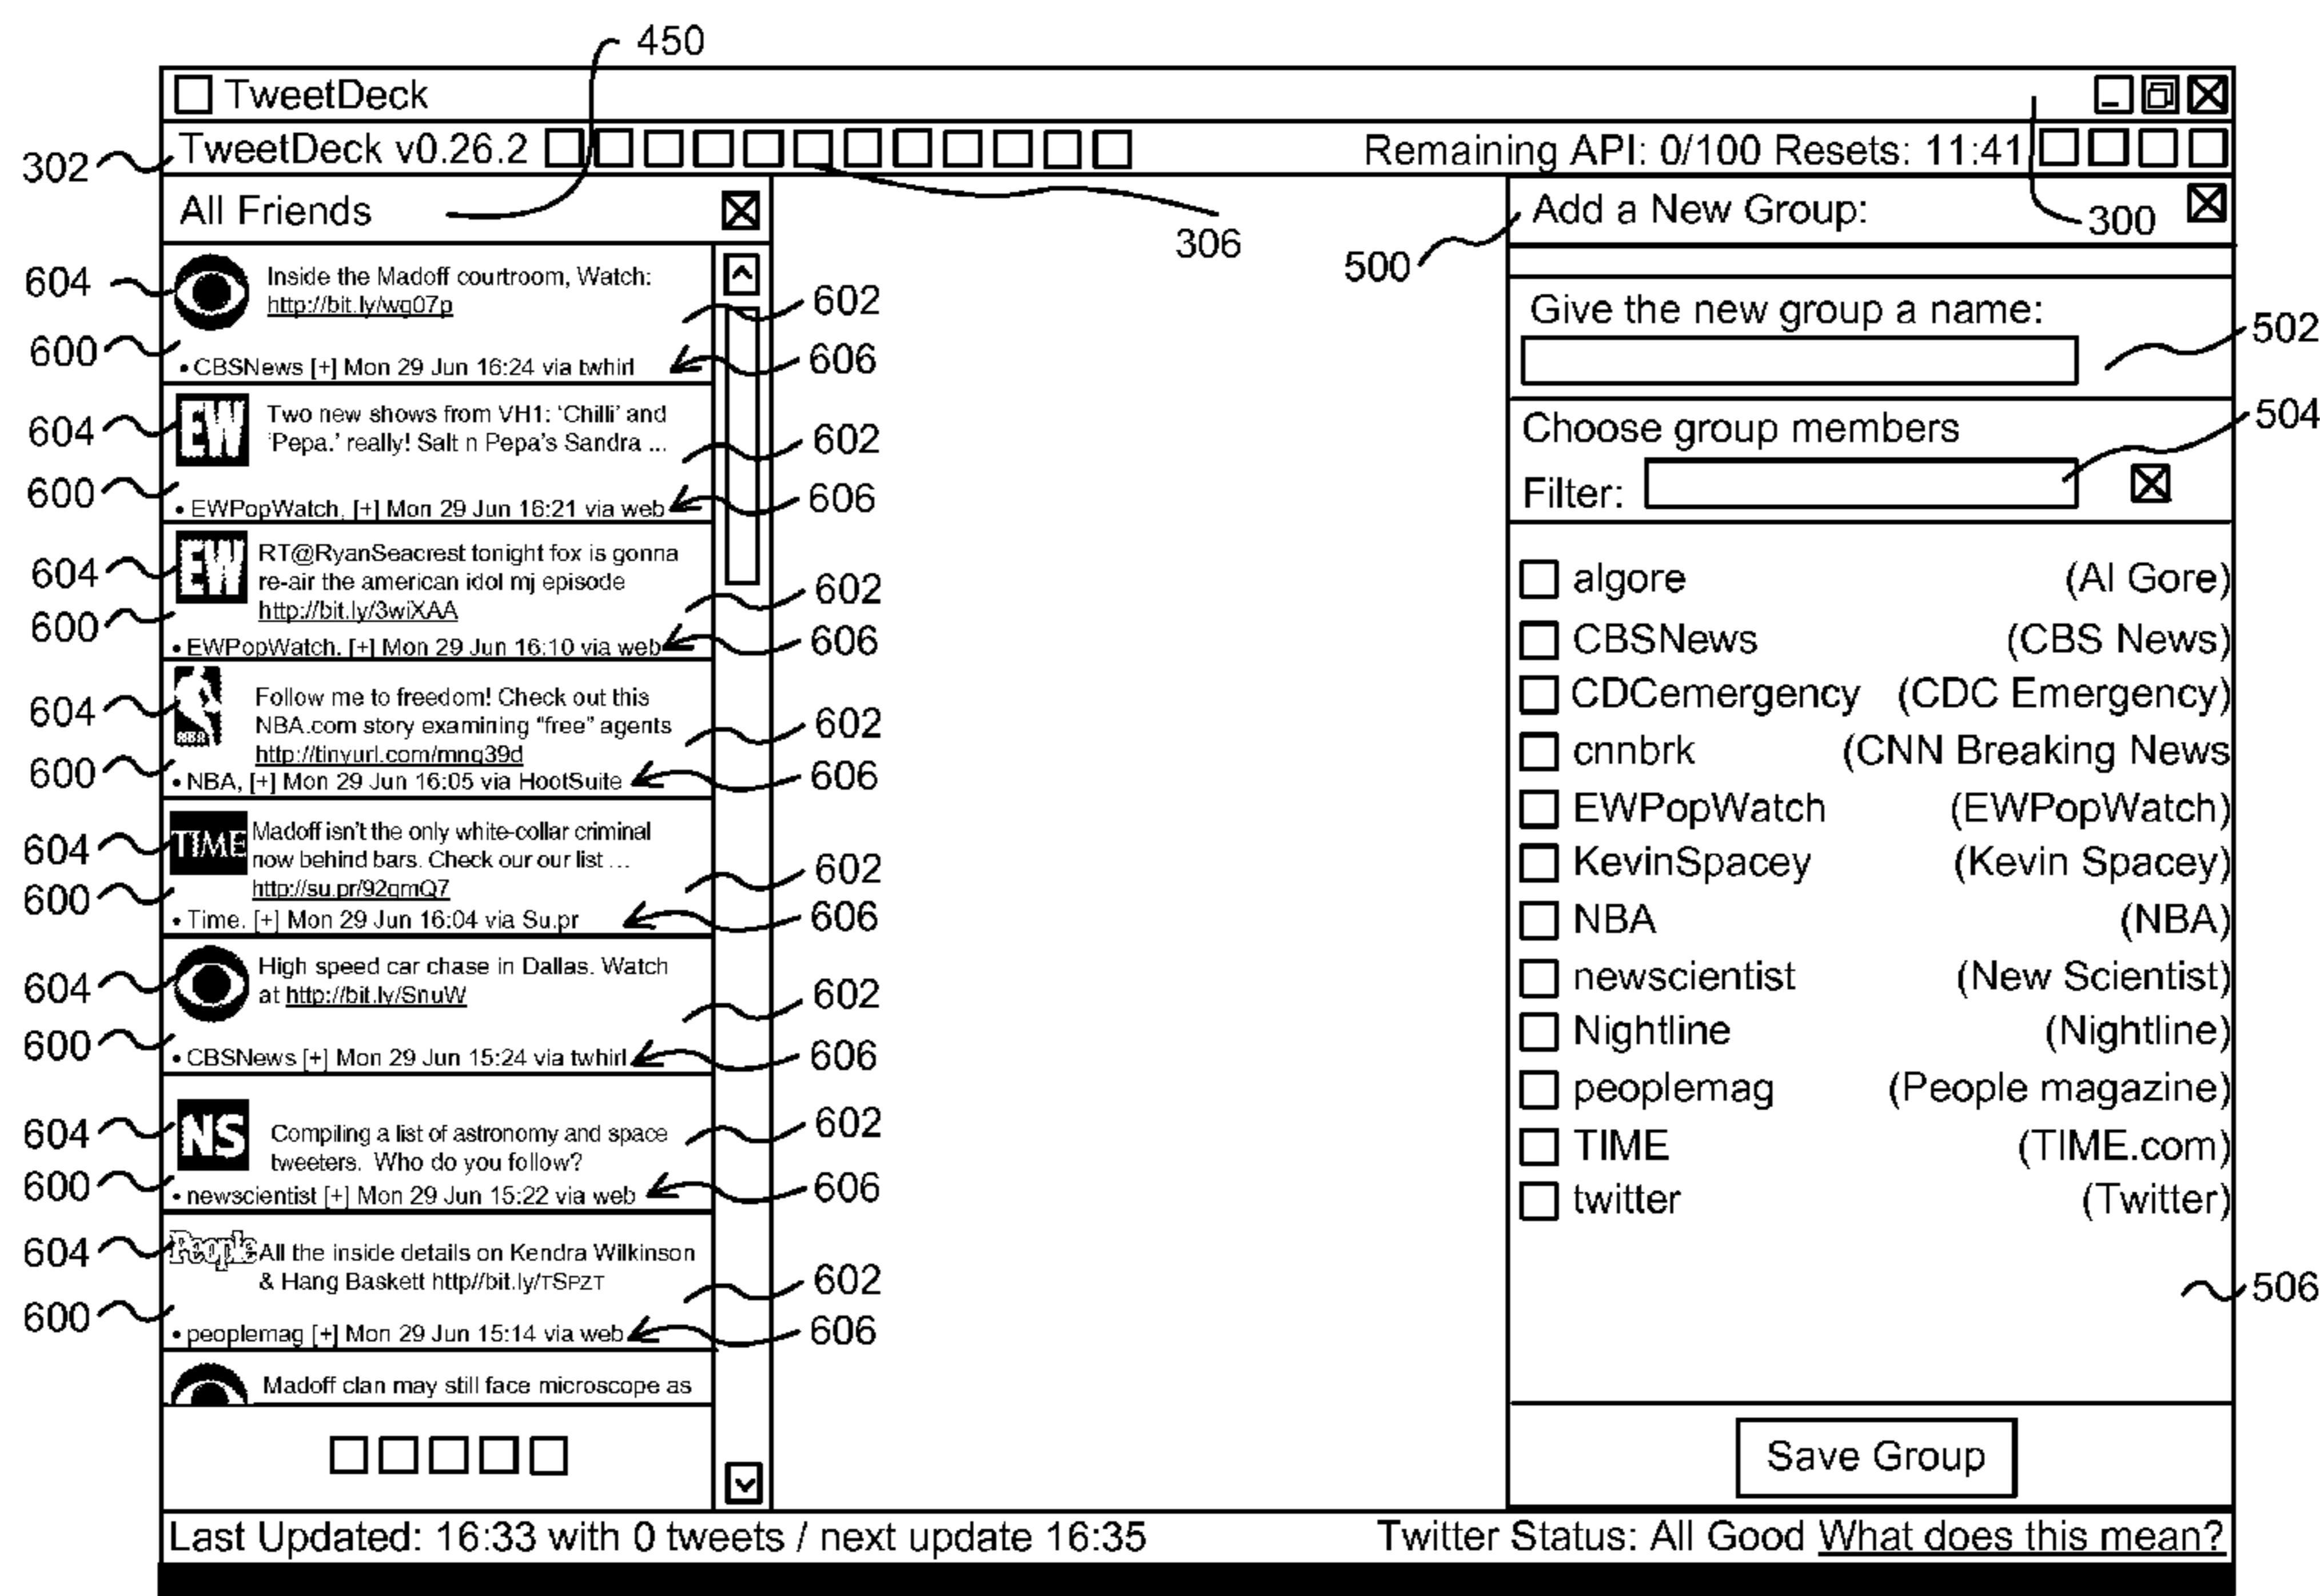 450
TweetDeck
302
TweetDeck v0.26.2
Remaining API: 0/100 Resets: 11:41
All Friends
306
500
Add a New Group:
300
604
Inside the Madoff courtroom, Watch:
http://bit.ly/wg07p
602
600
• CBSNews [+] Mon 29 Jun 16:24 via twhirl
606
604
EW
Two new shows from VH1: 'Chilli' and
'Pepa.' really! Salt n Pepa's Sandra ...
602
600
• EWPopWatch, [+] Mon 29 Jun 16:21 via web
606
604
EW
RT@RyanSeacrest tonight fox is gonna
re-air the american idol mj episode
http://bit.ly/3wiXAA
602
600
• EWPopWatch. [+] Mon 29 Jun 16:10 via web
606
604
NBA
Follow me to freedom! Check out this
NBA.com story examining "free" agents
http://tinyurl.com/mnq39d
602
600
• NBA, [+] Mon 29 Jun 16:05 via HootSuite
606
604
TIME
Madoff isn't the only white-collar criminal
now behind bars. Check our our list ...
http://su.pr/92qmQ7
602
600
• Time. [+] Mon 29 Jun 16:04 via Su.pr
606
604
High speed car chase in Dallas. Watch
at http://bit.ly/SnuW
602
600
• CBSNews [+] Mon 29 Jun 15:24 via twhirl
606
604
NS
Compiling a list of astronomy and space
tweeters. Who do you follow?
602
600
• newscientist [+] Mon 29 Jun 15:22 via web
606
604
People
All the inside details on Kendra Wilkinson
& Hang Baskett http//bit.ly/TSPZT
602
600
• peoplemag [+] Mon 29 Jun 15:14 via web
606
Madoff clan may still face microscope as
Give the new group a name:
502
Choose group members
504
Filter:
algore (Al Gore)
CBSNews (CBS News)
CDCemergency (CDC Emergency)
cnnbrk (CNN Breaking News
EWPopWatch (EWPopWatch)
KevinSpacey (Kevin Spacey)
NBA (NBA)
newscientist (New Scientist)
Nightline (Nightline)
peoplemag (People magazine)
TIME (TIME.com)
twitter (Twitter)
506
Save Group
Last Updated: 16:33 with 0 tweets / next update 16:35
Twitter Status: All Good What does this mean?